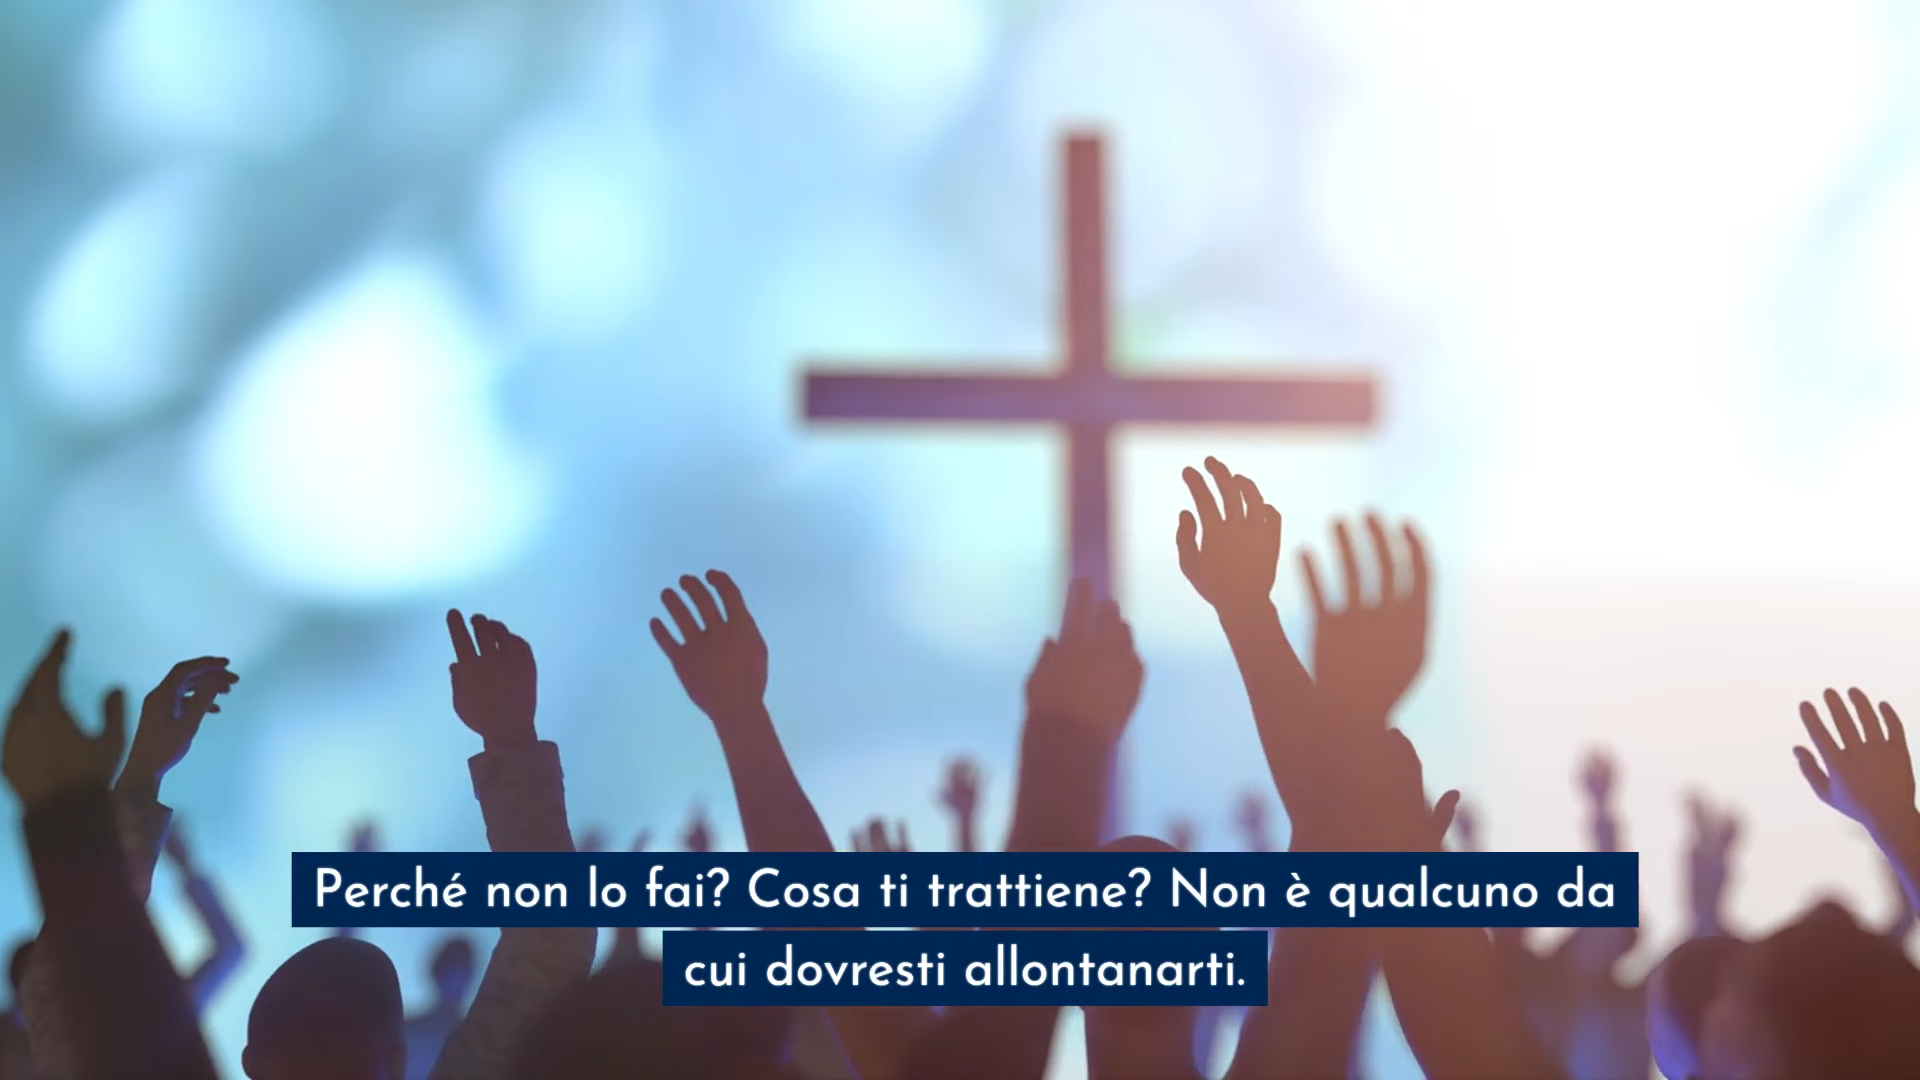 Perché non lo fai? Cosa ti trattiene? Non è qualcuno da
cui dovresti allontanarti.